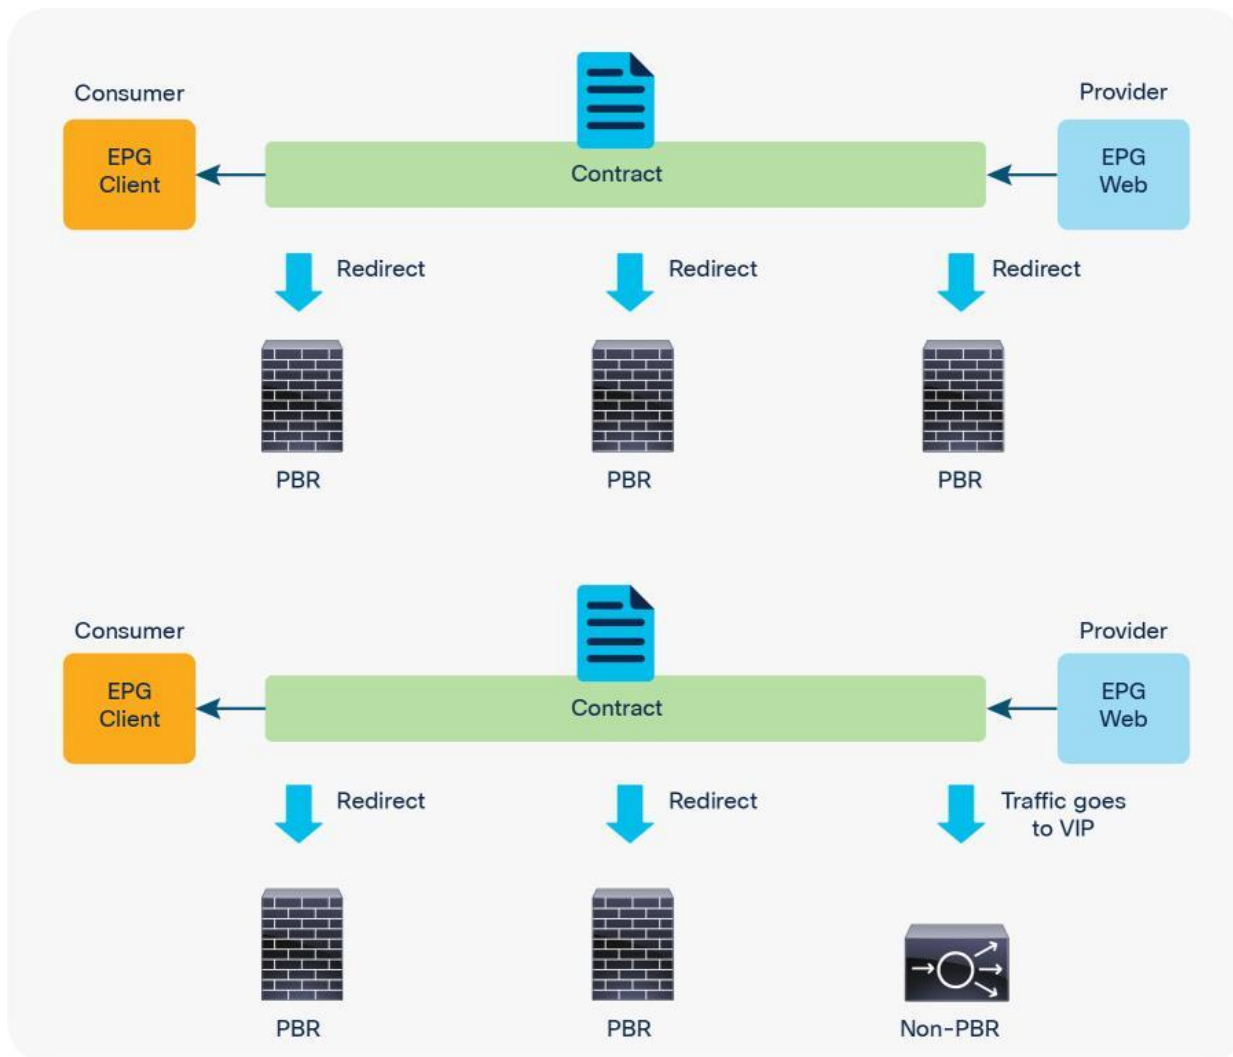 Consumer
Provider
EPG
Client
Contract
EPG
Web
Redirect
Redirect
Redirect
PBR
PBR
PBR
Consumer
Provider
EPG
Client
Contract
EPG
Web
Redirect
Redirect
Traffic goes
to VIP
PBR
PBR
Non-PBR